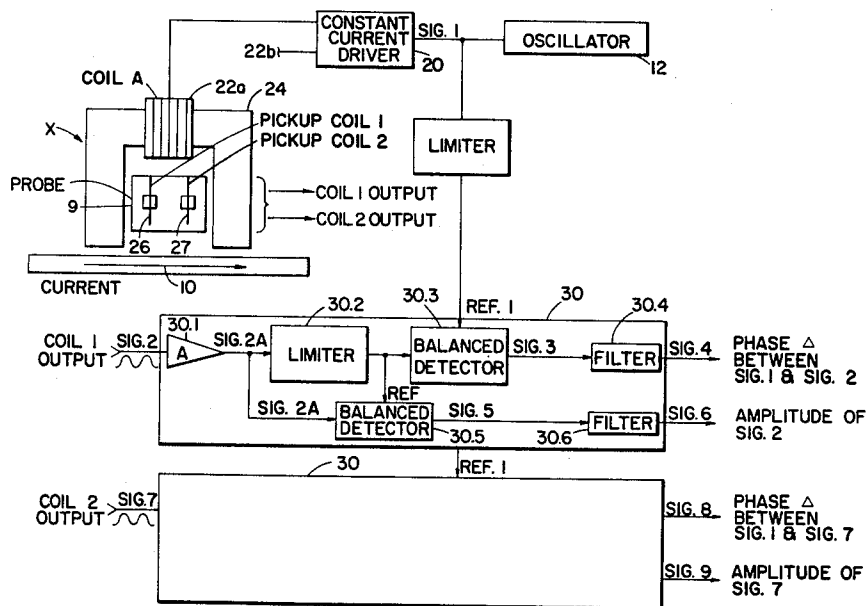 CONSTANT
CURRENT
DRIVER
SIG. 1
OSCILLATOR
22b
20
12
COIL A
22a
24
X
PICKUP COIL 1
PICKUP COIL 2
LIMITER
PROBE
9
COIL 1 OUTPUT
COIL 2 OUTPUT
26
27
10
CURRENT
REF. 1
30
COIL 1
OUTPUT
SIG. 2
30.1
A
SIG. 2A
30.2
LIMITER
30.3
BALANCED
DETECTOR
SIG. 3
30.4
FILTER
SIG. 4
PHASE △
BETWEEN
SIG. 1 & SIG. 2
REF
SIG. 2A
BALANCED
DETECTOR
30.5
SIG. 5
30.6
FILTER
SIG. 6
AMPLITUDE OF
SIG. 2
30
REF. 1
COIL 2
OUTPUT
SIG. 7
SIG. 8
PHASE △
BETWEEN
SIG. 1 & SIG. 7
SIG. 9
AMPLITUDE OF
SIG. 7